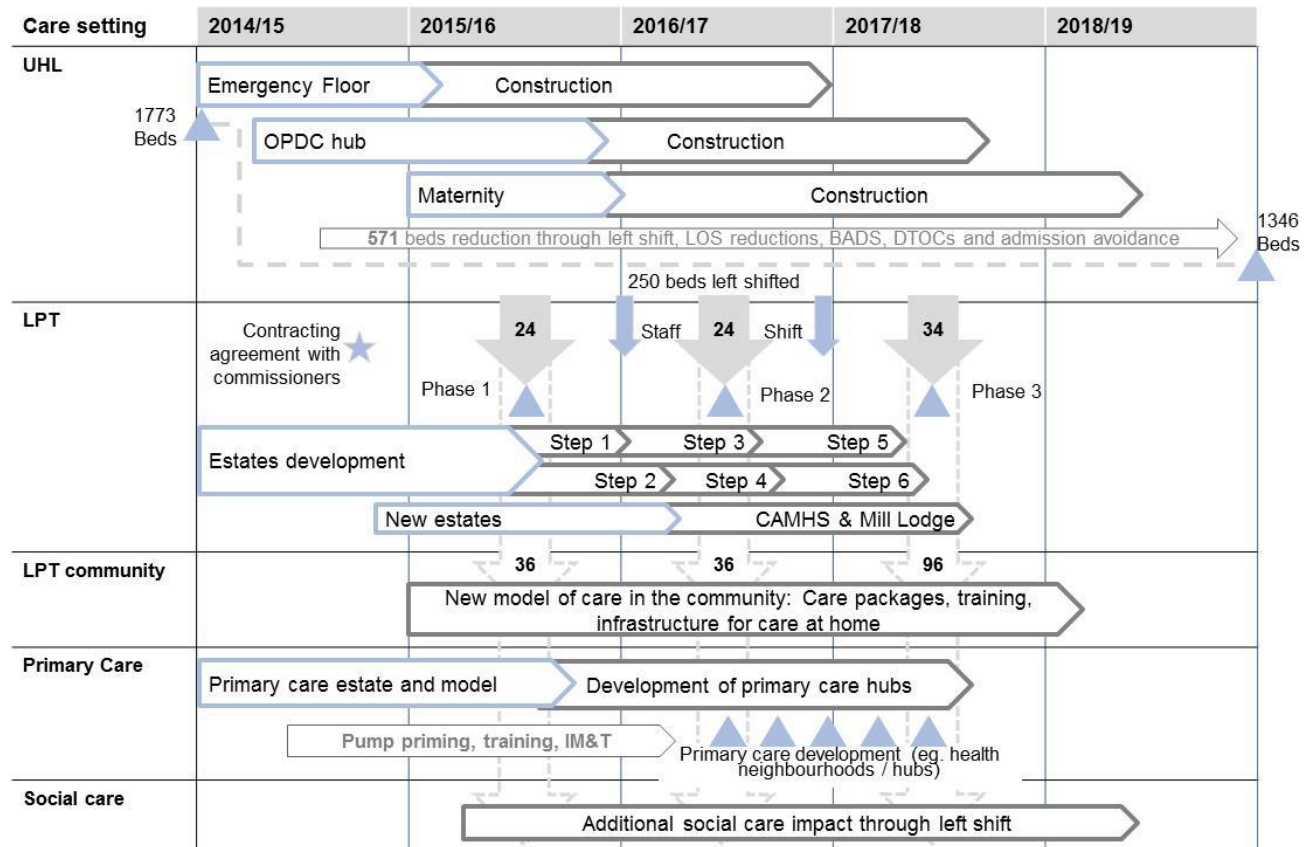 Care setting
2014/15
2015/16
2016/17
2017/18
2018/19
UHL
Emergency Floor
Construction
1773
Beds
OPDC hub
Construction
Maternity
Construction
571 beds reduction through left shift, LOS reductions, BADS, DTOCs and admission avoidance
1346
Beds
250 beds left shifted
LPT
Contracting
agreement with
commissioners
24
Staff
24
Shift
34
Phase 1
Phase 2
Phase 3
Estates development
Step 1
Step 3
Step 5
Step 2
Step 4
Step 6
New estates
CAMHS & Mill Lodge
LPT community
36
36
96
New model of care in the community: Care packages, training,
infrastructure for care at home
Primary Care
Primary care estate and model
Development of primary care hubs
Pump priming, training, IM&T
Primary care development (eg. health
neighbourhoods / hubs)
Social care
Additional social care impact through left shift